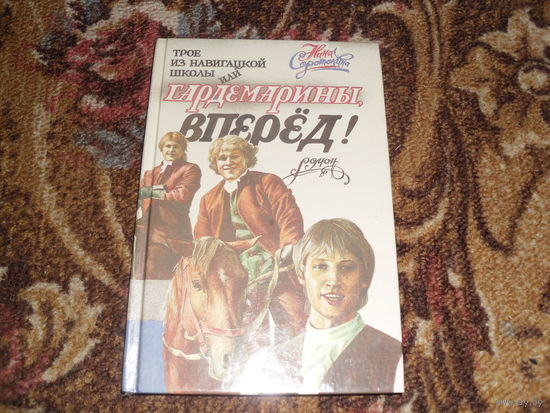 ТРОЕ
ИЗ НАВИГАЦКОЙ
ШКОЛЫ ИЛИ
Нина
Соротокина
ГАРДЕМАРИНЫ,
ВПЕРЁД!
роман